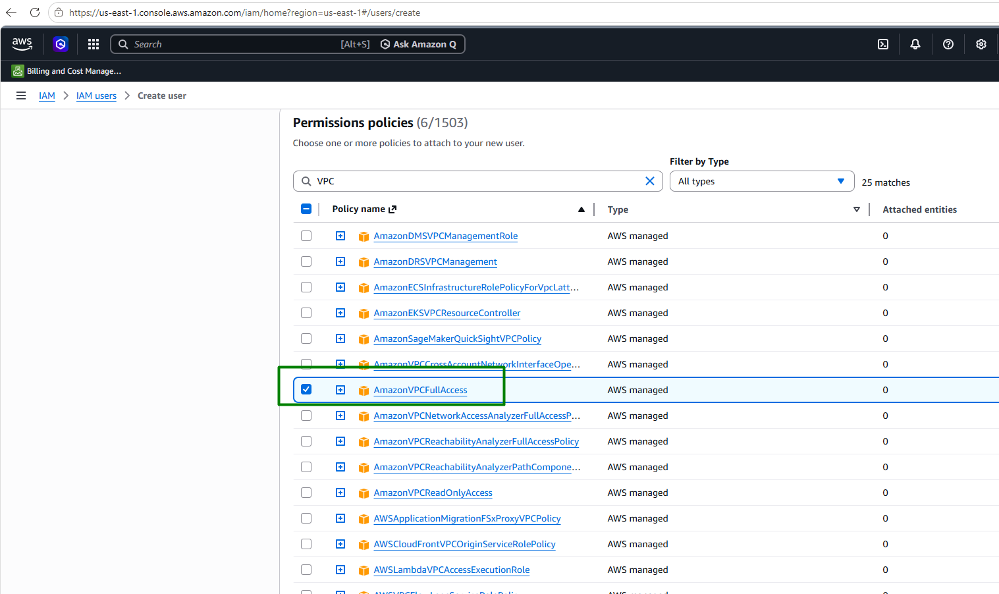 https://us-east-1.console.aws.amazon.com/iam/home?region=us-east-1#/users/create
aws
Search [Alt+S] Ask Amazon Q
Billing and Cost Manage...
IAM > IAM users > Create user
Permissions policies (6/1503)
Choose one or more policies to attach to your new user.
Filter by Type
VPC All types 25 matches
Policy name Type Attached entities
AmazonDMSVPCManagementRole AWS managed 0
AmazonDRSVPCManagement AWS managed 0
AmazonECSInfrastructureRolePolicyForVpcLatt... AWS managed 0
AmazonEKSVPCResourceController AWS managed 0
AmazonSageMakerQuickSightVPCPolicy AWS managed 0
AmazonVPCCrossAccountNetworkInterfaceOpe... AWS managed 0
AmazonVPCFullAccess AWS managed 0
AmazonVPCNetworkAccessAnalyzerFullAccessP... AWS managed 0
AmazonVPCReachabilityAnalyzerFullAccessPolicy AWS managed 0
AmazonVPCReachabilityAnalyzerPathCompone... AWS managed 0
AmazonVPCReadOnlyAccess AWS managed 0
AWSApplicationMigrationFSxProxyVPCPolicy AWS managed 0
AWSCloudFrontVPCOriginServiceRolePolicy AWS managed 0
AWSLambdaVPCAccessExecutionRole AWS managed 0